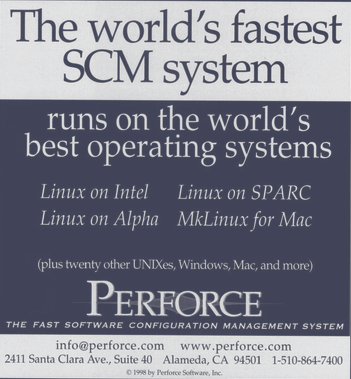 The world's fastest
SCM system
runs on the world's
best operating systems
Linux on Intel Linux on SPARC
Linux on Alpha MkLinux for Mac
(plus twenty other UNIXes, Windows, Mac, and more)
PERFORCE
THE FAST SOFTWARE CONFIGURATION MANAGEMENT SYSTEM
info@perforce.com www.perforce.com
2411 Santa Clara Ave., Suite 40 Alameda, CA 94501 1-510-864-7400
© 1998 by Perforce Software, Inc.